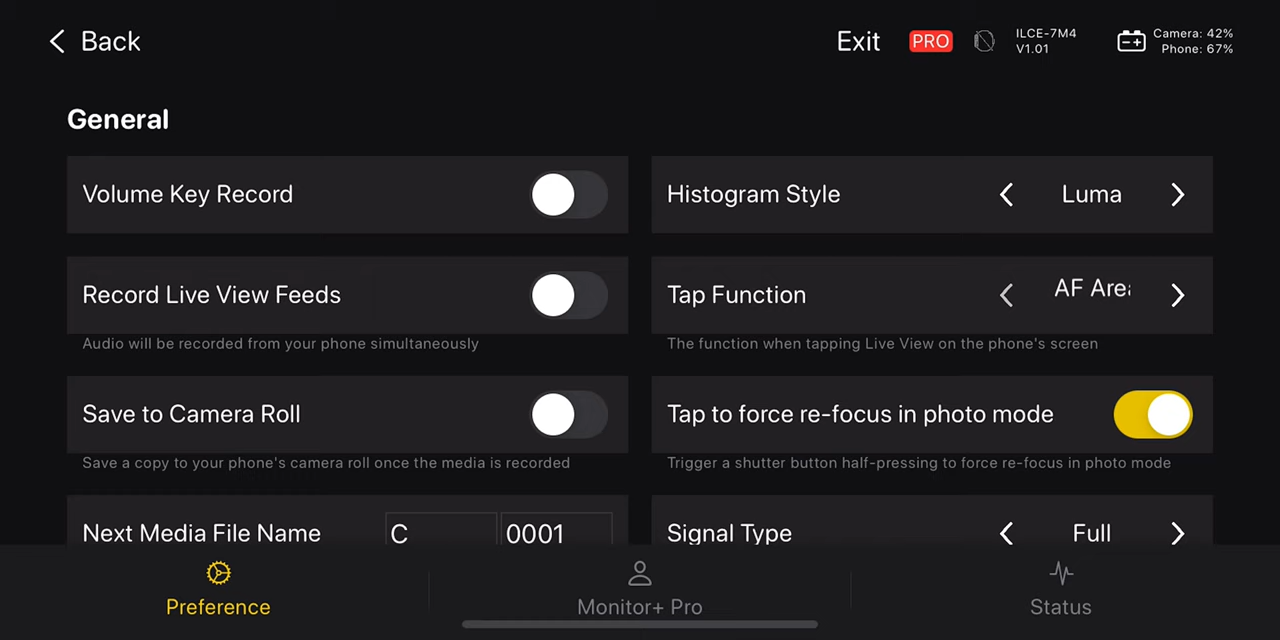 Back
Exit
PRO
ILCE-7M4
V1.01
Camera: 42%
Phone: 67%
General
Volume Key Record
Histogram Style
Luma
Record Live View Feeds
Audio will be recorded from your phone simultaneously
Tap Function
AF
The function when tapping Live View on the phone's screen
Save to Camera Roll
Save a copy to your phone's camera roll once the media is recorded
Tap to force re-focus in photo mode
Trigger a shutter button half-pressing to force re-focus in photo mode
Next Media File Name
C
0001
Signal Type
Full
Preference
Monitor+ Pro
Status